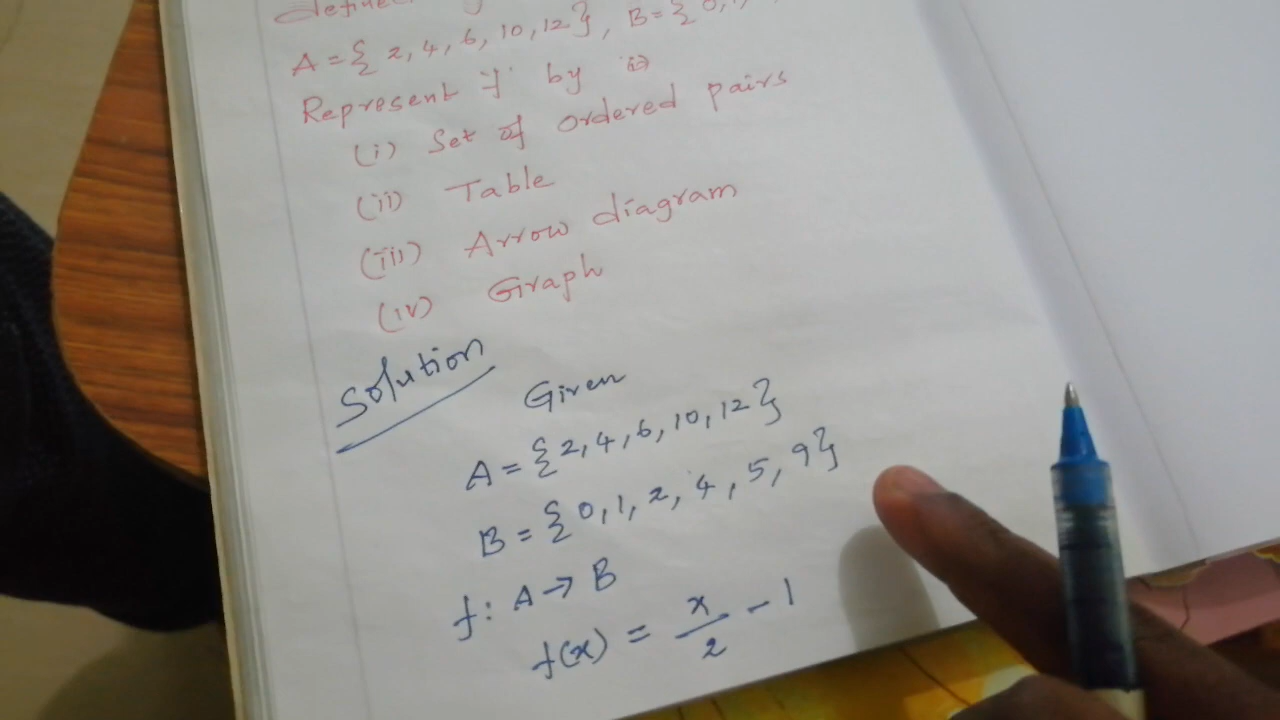 A = { 2, 4, 6, 10, 12 } , B = { 0, 1,
Represent f by
(i) Set of ordered pairs
(ii) Table
(iii) Arrow diagram
(iv) Graph
Solution
Given
A = { 2, 4, 6, 10, 12 }
B = { 0, 1, 2, 4, 5, 9 }
f : A → B
f(x) = x/2 - 1